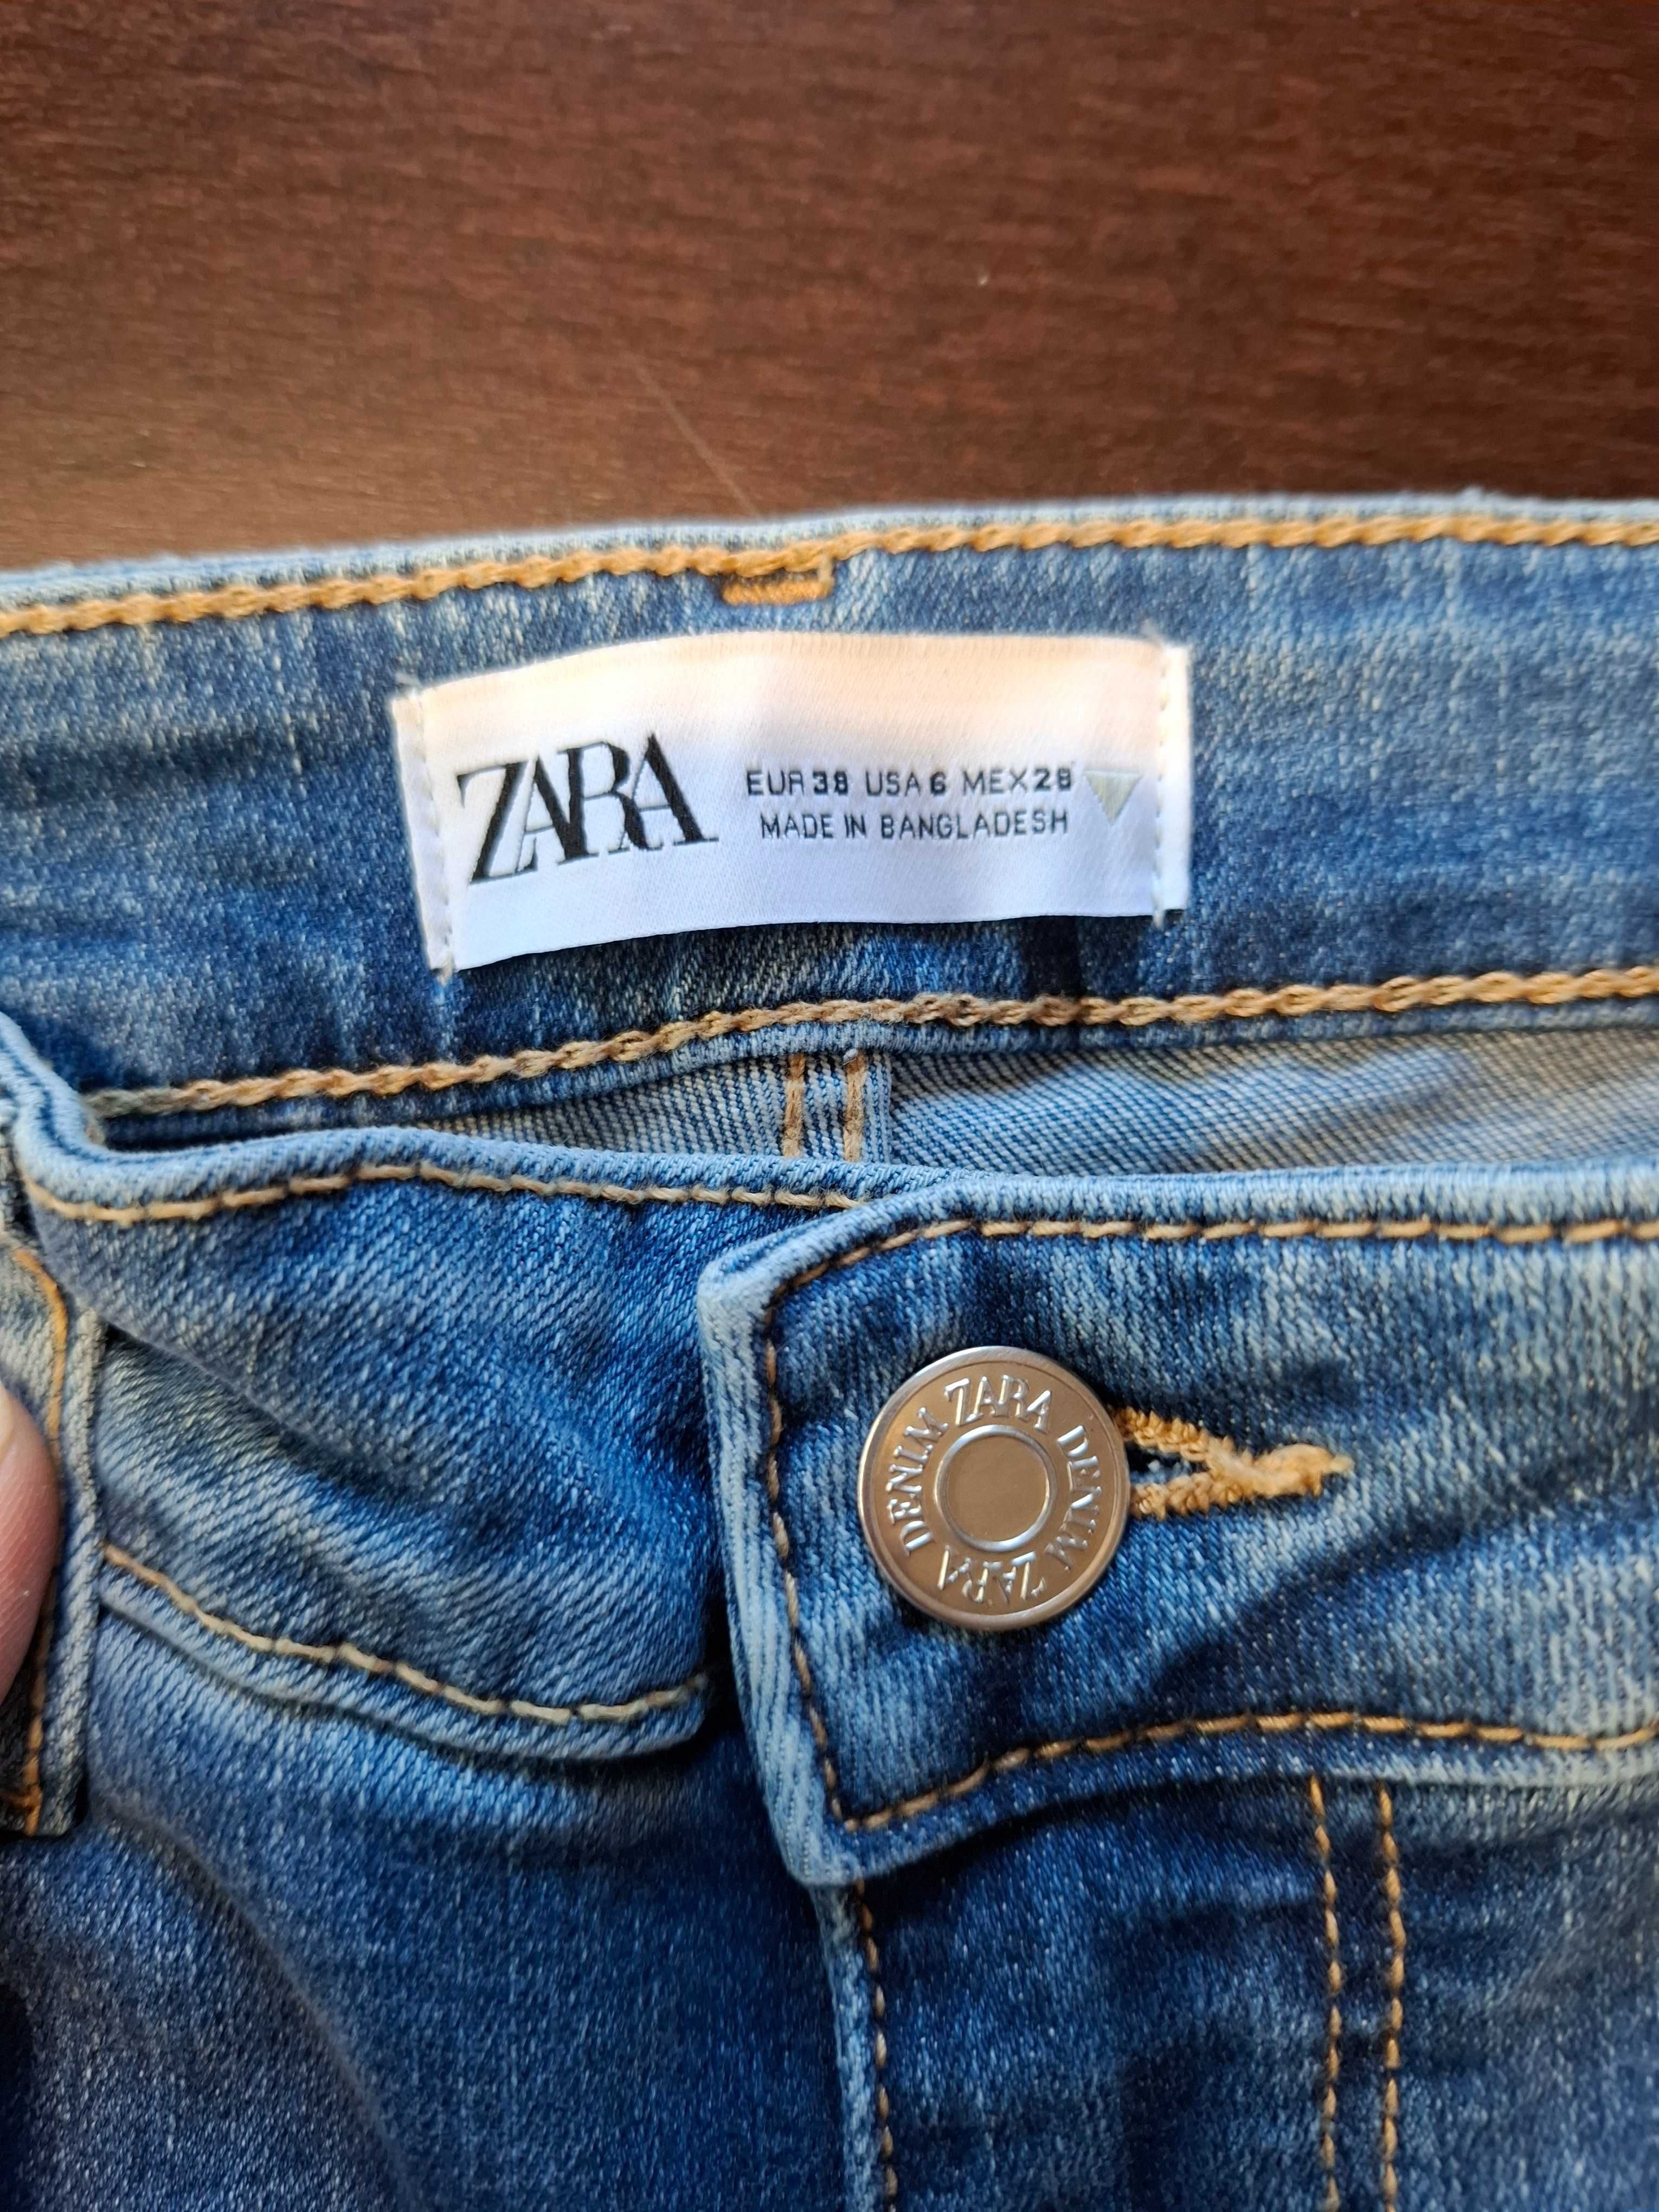 ZARA
EUR 38 USA 6 MEX 28
MADE IN BANGLADESH
ZARA DENIM ZARA DENIM